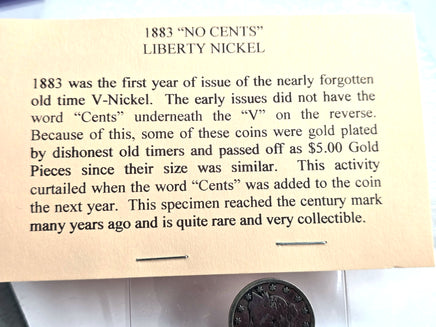 1883 "NO CENTS"
LIBERTY NICKEL
1883 was the first year of issue of the nearly forgotten
old time V-Nickel. The early issues did not have the
word "Cents" underneath the "V" on the reverse.
Because of this, some of these coins were gold plated
by dishonest old timers and passed off as $5.00 Gold
Pieces since their size was similar. This activity
curtailed when the word "Cents" was added to the coin
the next year. This specimen reached the century mark
many years ago and is quite rare and very collectible.